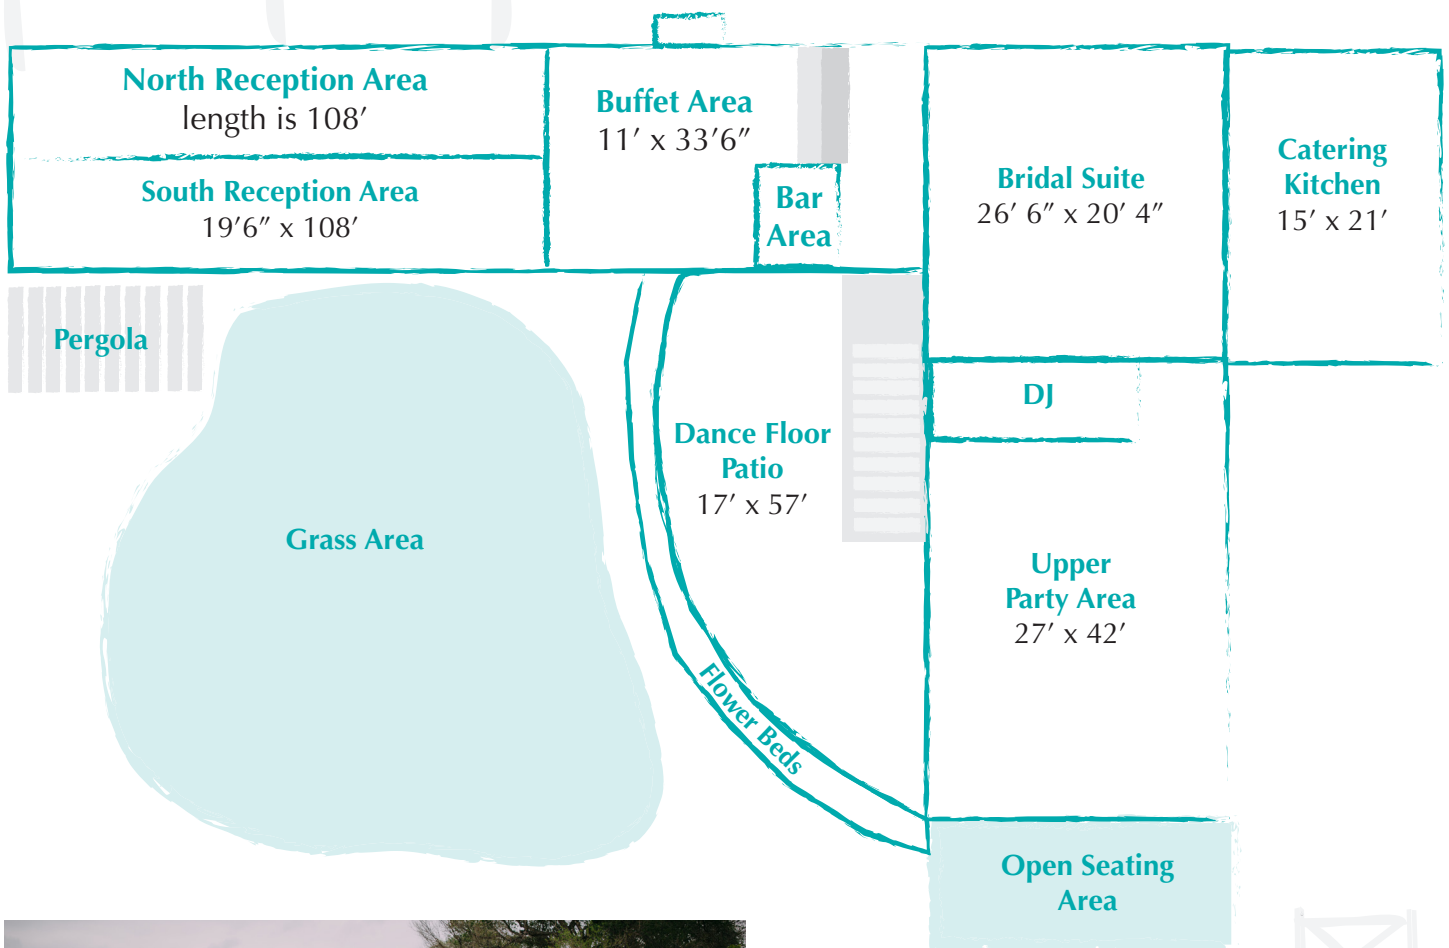 North Reception Area
length is 108′
South Reception Area
19′6″ x 108′
Buffet Area
11′ x 33′6″
Bar
Area
Bridal Suite
26′ 6″ x 20′ 4″
Catering
Kitchen
15′ x 21′
Pergola
DJ
Dance Floor
Patio
17′ x 57′
Grass Area
Upper
Party Area
27′ x 42′
Flower Beds
Open Seating
Area